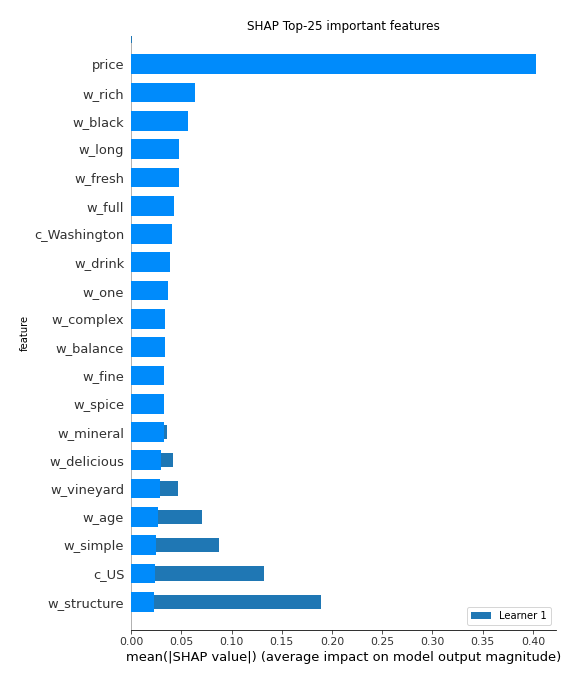 SHAP Top-25 important features
price
w_rich
w_black
w_long
w_fresh
w_full
c_Washington
w_drink
w_one
w_complex
w_balance
w_fine
w_spice
w_mineral
w_delicious
w_vineyard
w_age
w_simple
c_US
w_structure
feature
Learner 1
0.00 0.05 0.10 0.15 0.20 0.25 0.30 0.35 0.40
mean(|SHAP value|) (average impact on model output magnitude)